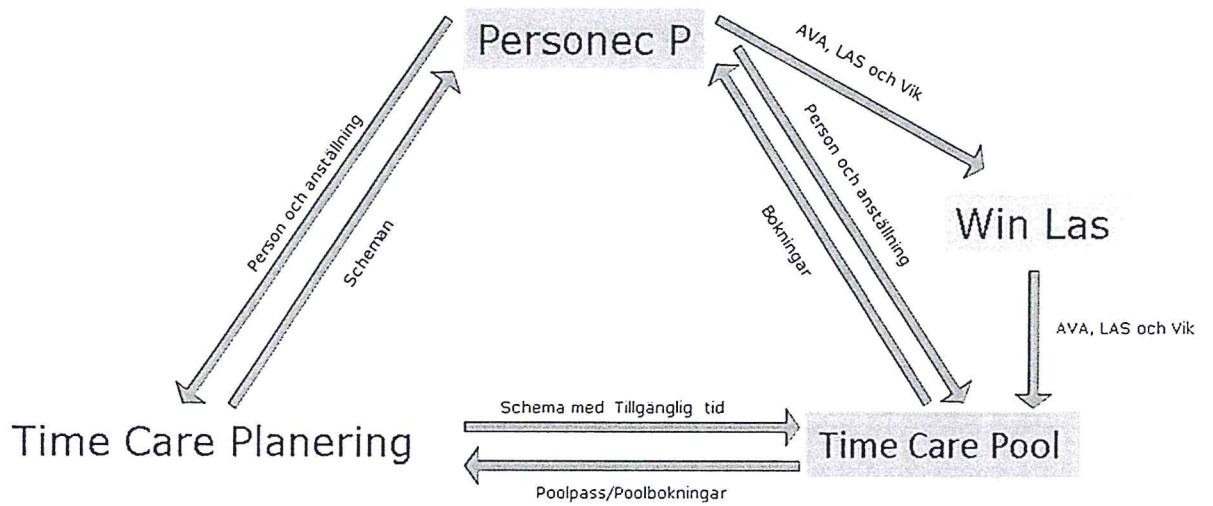 Personec P
AVA, LAS och Vik
Person och anställning
Scheman
Bokningar
Person och anställning
Win Las
AVA, LAS och Vik
Schema med Tillgänglig tid
Time Care Planering
Time Care Pool
Poolpass/Poolbokningar